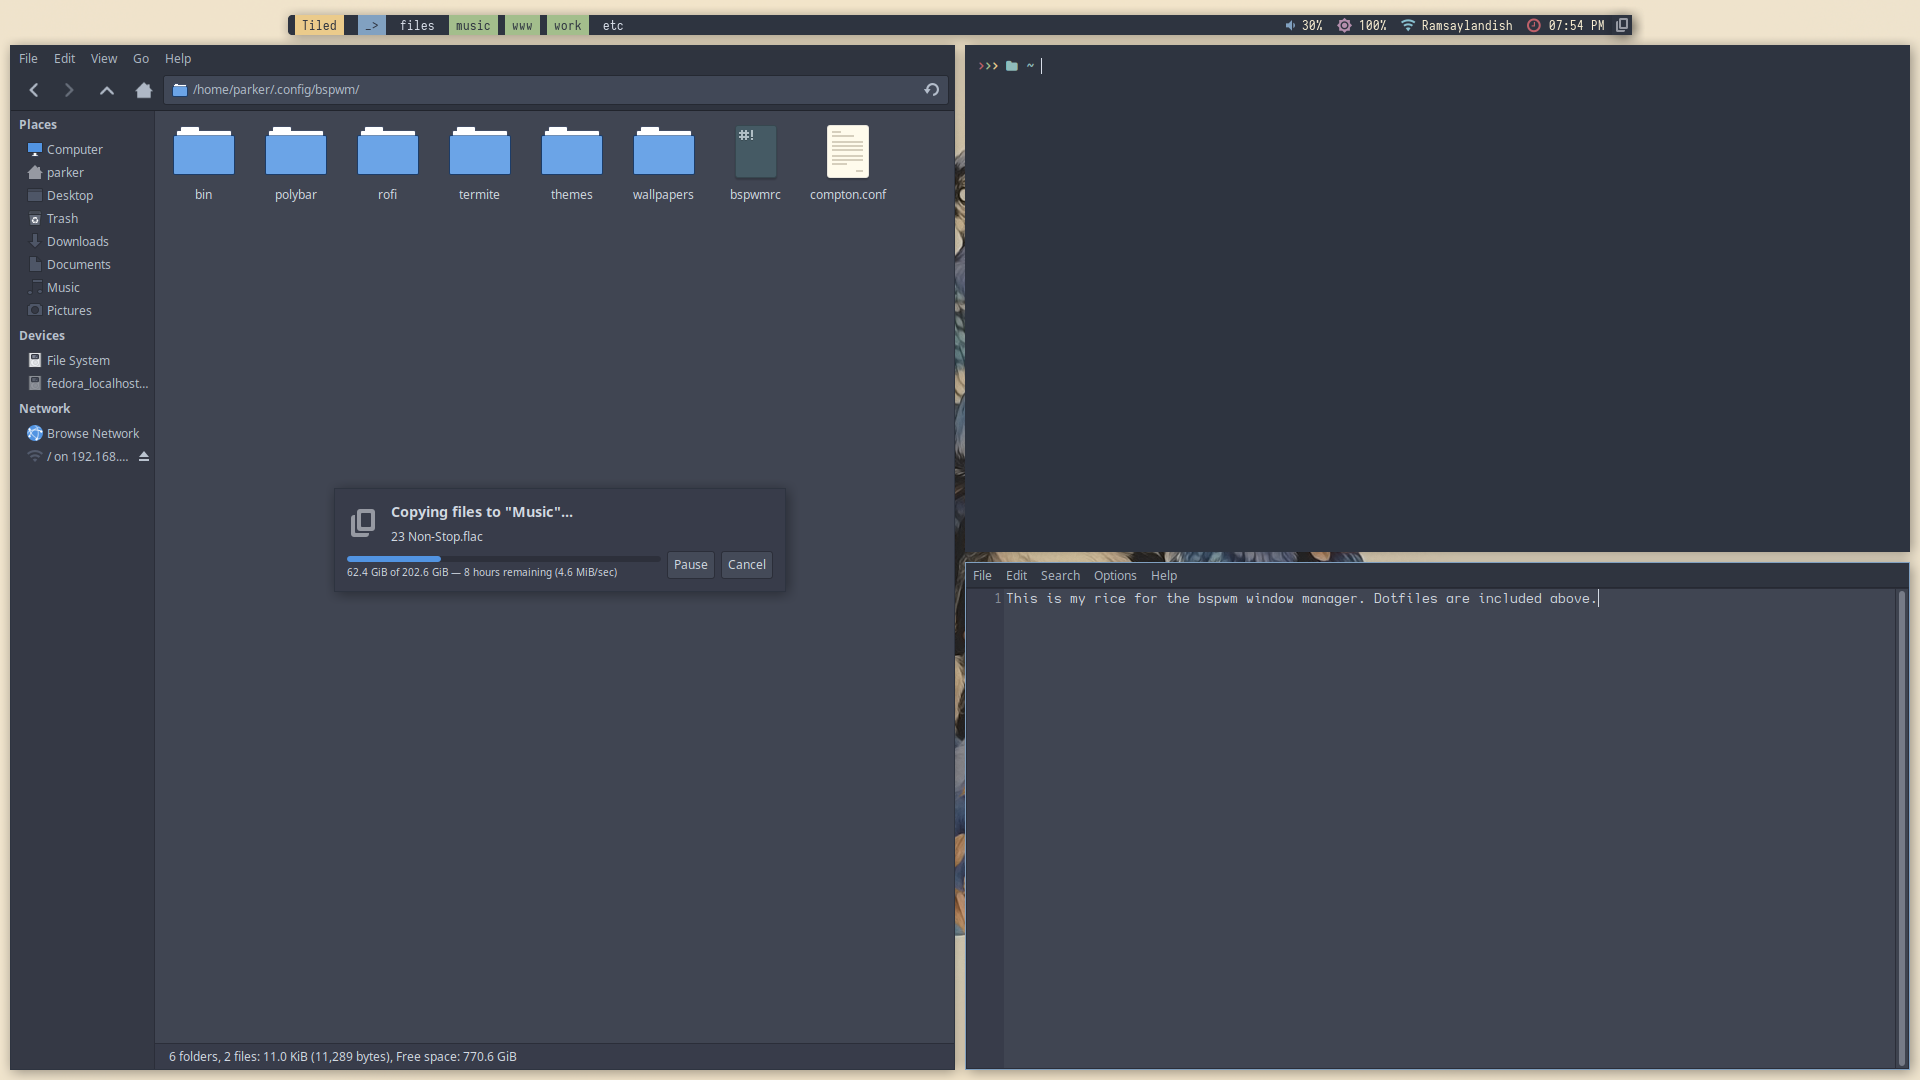 Tiled _> files music www work etc 30% 100% Ramsaylandish 07:54 PM
File Edit View Go Help
/home/parker/.config/bspwm/
Places
Computer
parker
Desktop
Trash
Downloads
Documents
Music
Pictures
Devices
File System
fedora_localhost...
Network
Browse Network
/ on 192.168....
bin polybar rofi termite themes wallpapers #! bspwmrc compton.conf
Copying files to "Music"...
23 Non-Stop.flac
62.4 GiB of 202.6 GiB — 8 hours remaining (4.6 MiB/sec)
Pause Cancel
6 folders, 2 files: 11.0 KiB (11,289 bytes), Free space: 770.6 GiB
>>> ~
File Edit Search Options Help
1 This is my rice for the bspwm window manager. Dotfiles are included above.